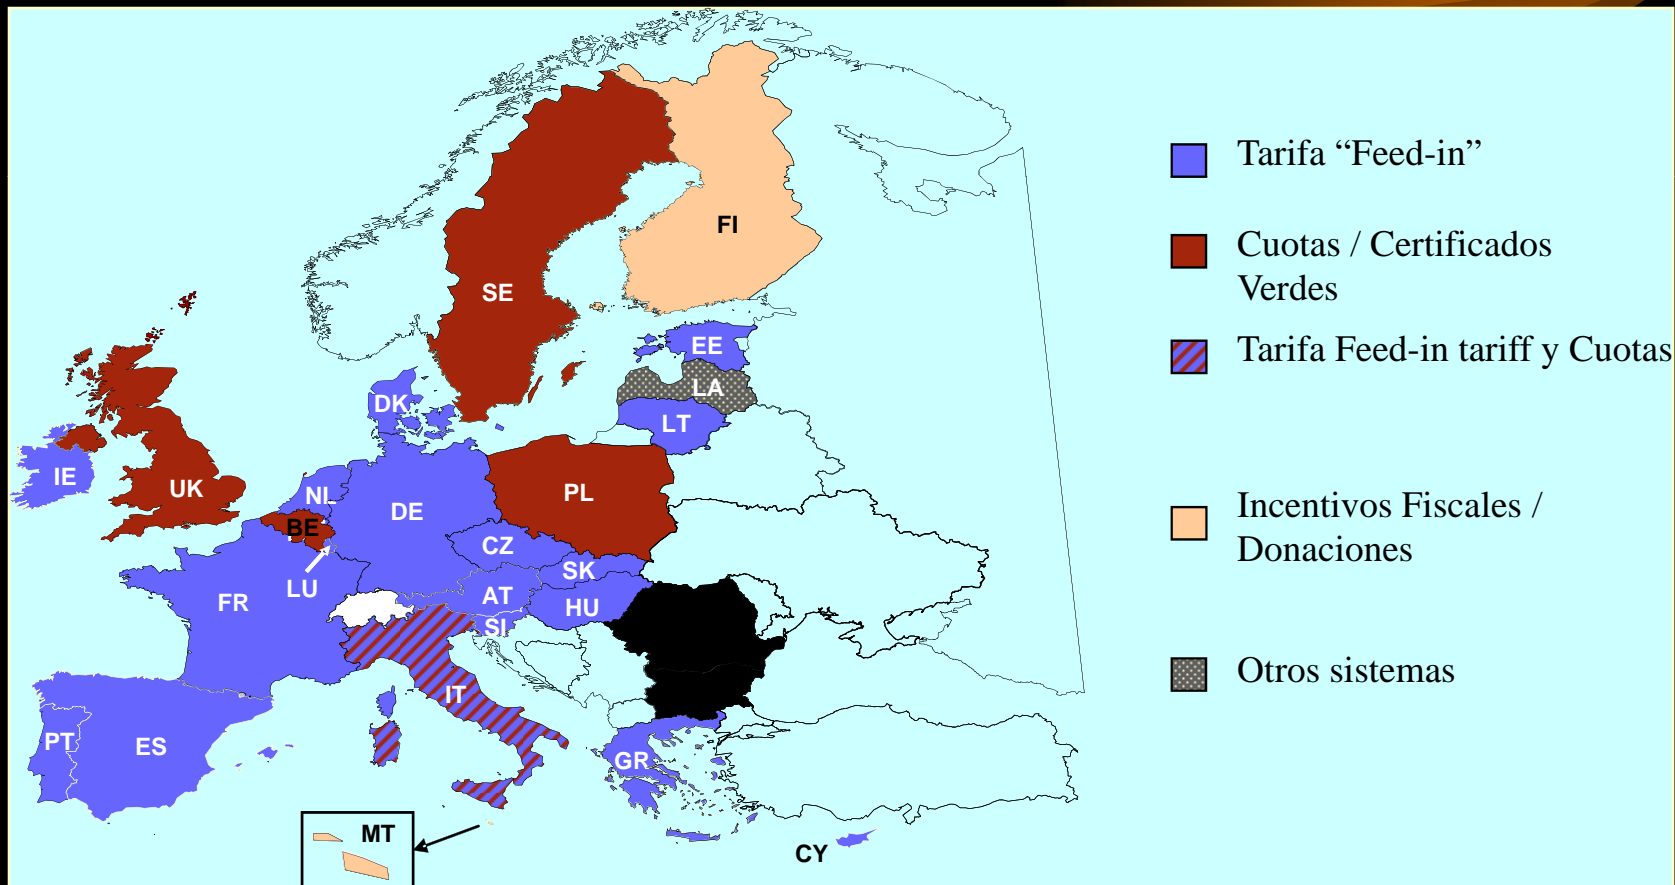 FI
SE
EE
LA
LT
DK
IE
UK
NL
BE
DE
PL
LU
CZ
SK
FR
AT
HU
SI
IT
PT
ES
GR
MT
CY
Tarifa “Feed-in”
Cuotas / Certificados
Verdes
Tarifa Feed-in tariff y Cuotas
Incentivos Fiscales /
Donaciones
Otros sistemas